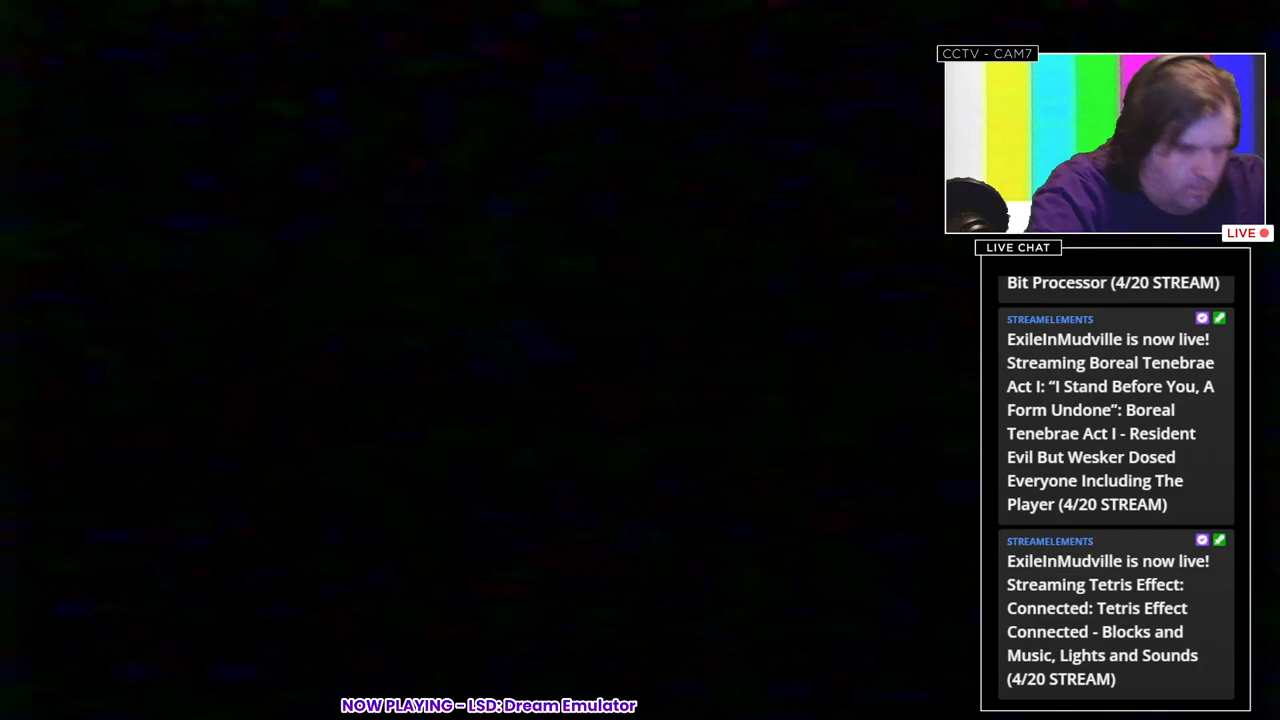 CCTV - CAM7
LIVE
LIVE CHAT
Bit Processor (4/20 STREAM)
STREAMELEMENTS
ExileInMudville is now live!
Streaming Boreal Tenebrae
Act I: “I Stand Before You, A
Form Undone”: Boreal
Tenebrae Act I - Resident
Evil But Wesker Dosed
Everyone Including The
Player (4/20 STREAM)
STREAMELEMENTS
ExileInMudville is now live!
Streaming Tetris Effect:
Connected: Tetris Effect
Connected - Blocks and
Music, Lights and Sounds
(4/20 STREAM)
NOW PLAYING - LSD: Dream Emulator